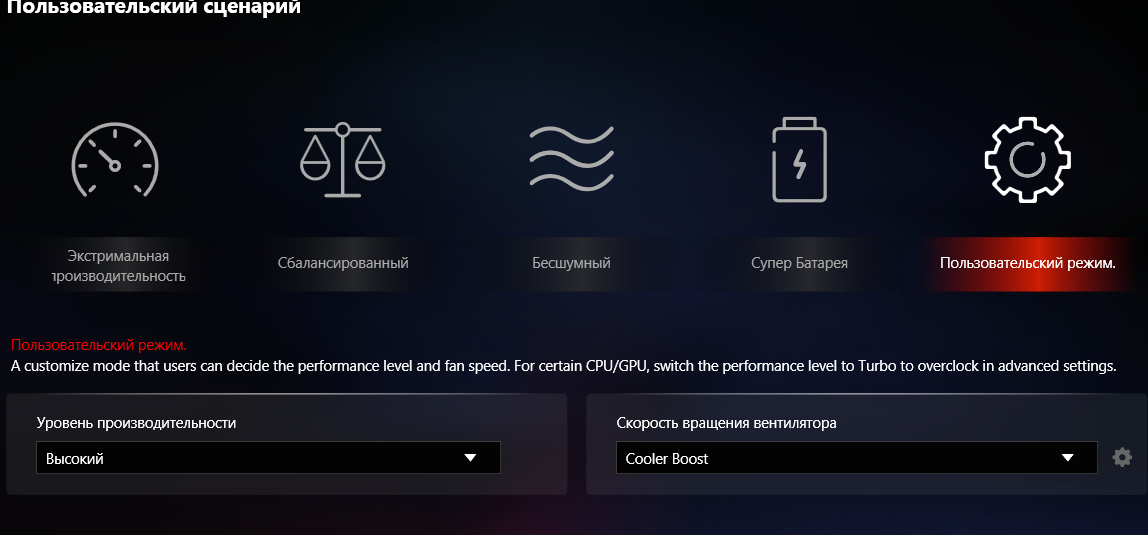 Пользовательский сценарий
Экстримальная
производительность
Сбалансированный
Бесшумный
Супер Батарея
Пользовательский режим.
Пользовательский режим.
A customize mode that users can decide the performance level and fan speed. For certain CPU/GPU, switch the performance level to Turbo to overclock in advanced settings.
Уровень производительности
Скорость вращения вентилятора
Высокий
Cooler Boost